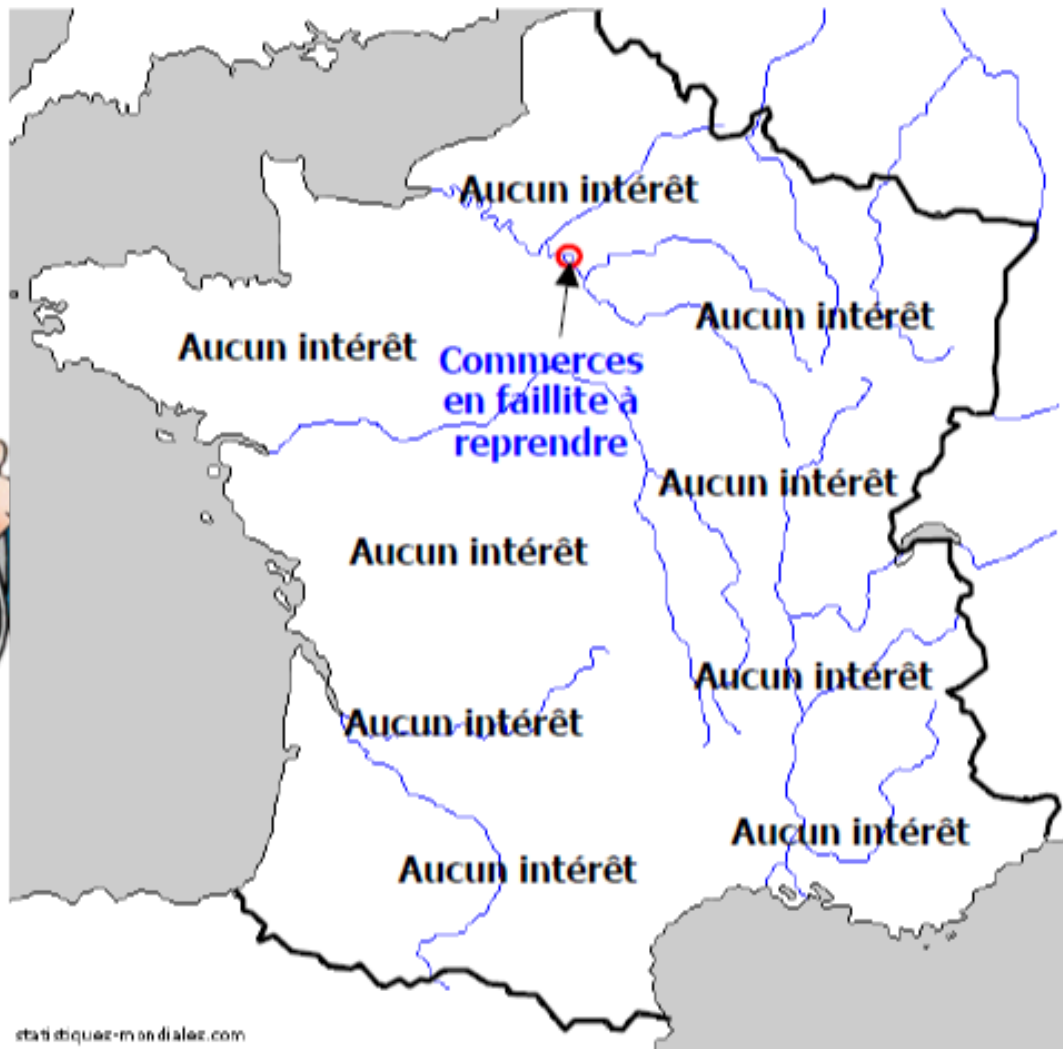 Aucun intérêt
Aucun intérêt
Aucun intérêt
Commerces
en faillite à
reprendre
Aucun intérêt
Aucun intérêt
Aucun intérêt
Aucun intérêt
Aucun intérêt
Aucun intérêt
statistiques-mondiales.com